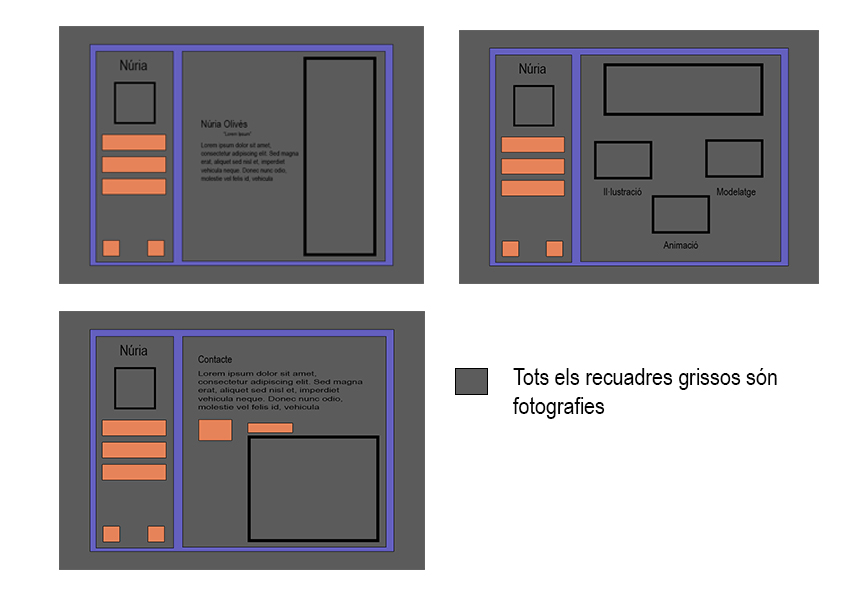 Núria
Núria Olivés
"Lorem ipsum"
Lorem ipsum dolor sit amet,
consectetur adipiscing elit. Sed magna
erat, aliquet sed nisl et, imperdiet
vehicula neque. Donec nunc odio,
molestie vel felis id, vehicula
Núria
Il·lustració
Modelatge
Animació
Núria
Contacte
Lorem ipsum dolor sit amet,
consectetur adipiscing elit. Sed magna
erat, aliquet sed nisl et, imperdiet
vehicula neque. Donec nunc odio,
molestie vel felis id, vehicula
Tots els recuadres grissos són
fotografies